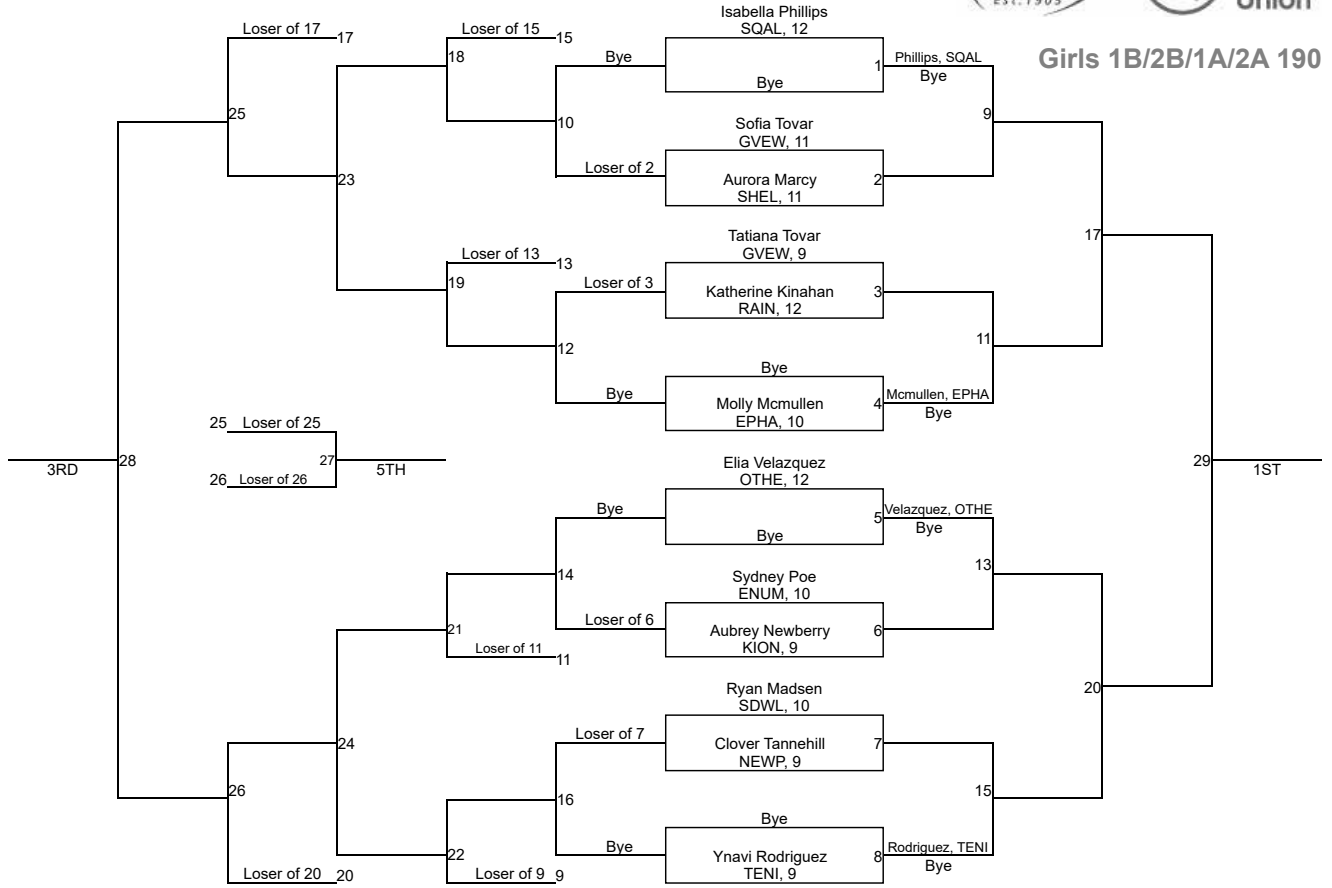 EST. 1905
Union
Girls 1B/2B/1A/2A 190
Isabella Phillips
SQAL, 12
Loser of 17 17
Loser of 15 15
18
Bye
1
Phillips, SQAL
Bye
Bye
25
10
9
Sofia Tovar
GVEW, 11
Loser of 2
Aurora Marcy
SHEL, 11
2
23
Tatiana Tovar
GVEW, 9
17
Loser of 13 13
19
Loser of 3
Katherine Kinahan
RAIN, 12
3
12
11
Bye
Bye
Molly Mcmullen
EPHA, 10
4
Mcmullen, EPHA
Bye
25 Loser of 25
3RD
28
27
5TH
26 Loser of 26
Elia Velazquez
OTHE, 12
29
1ST
Bye
5
Velazquez, OTHE
Bye
Bye
14
13
Sydney Poe
ENUM, 10
21
Loser of 6
Aubrey Newberry
KION, 9
6
Loser of 11 11
Ryan Madsen
SDWL, 10
20
24
Loser of 7
Clover Tannehill
NEWP, 9
7
26
16
15
Bye
22
Bye
Ynavi Rodriguez
TENI, 9
8
Rodriguez, TENI
Bye
Loser of 20 20
Loser of 9 9